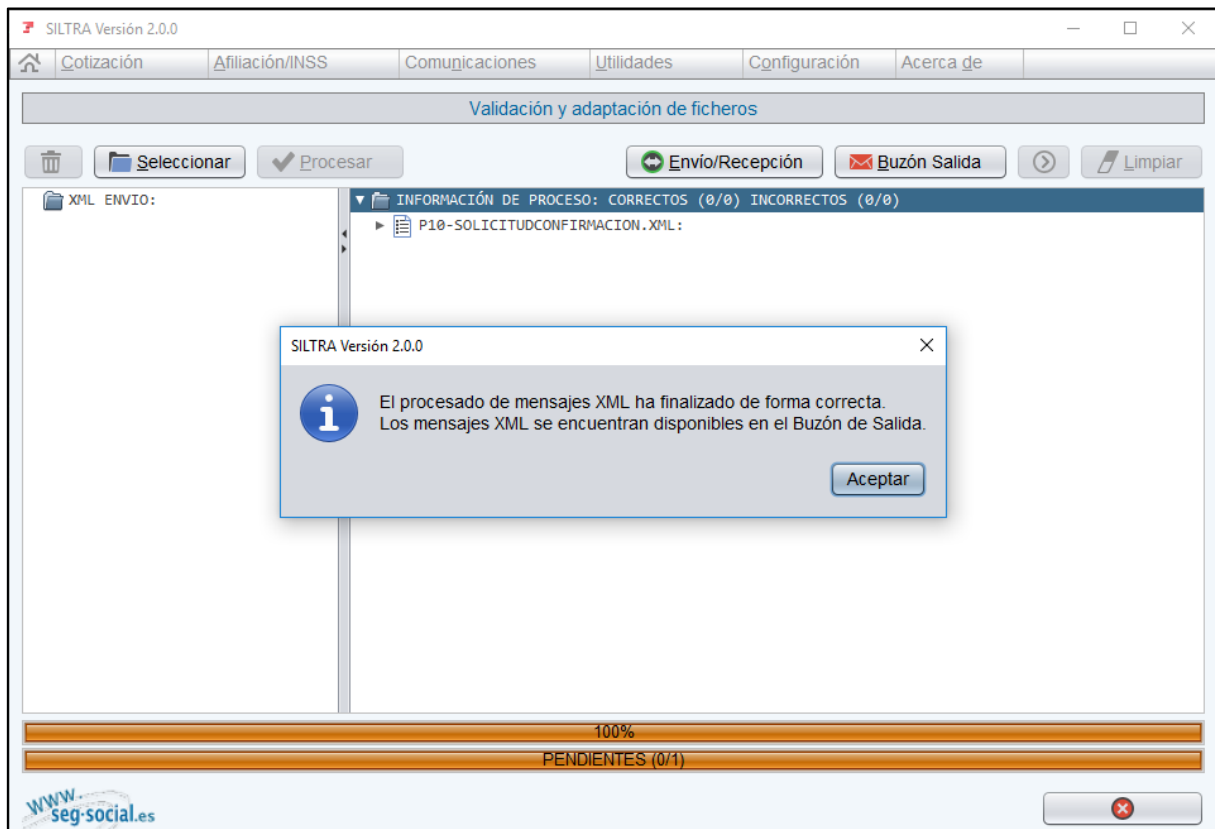 SILTRA Versión 2.0.0
Cotización Afiliación/INSS Comunicaciones Utilidades Configuración Acerca de
Validación y adaptación de ficheros
Seleccionar Procesar Envío/Recepción Buzón Salida Limpiar
XML ENVIO:
INFORMACIÓN DE PROCESO: CORRECTOS (0/0) INCORRECTOS (0/0)
P10-SOLICITUDCONFIRMACION.XML:
SILTRA Versión 2.0.0
El procesado de mensajes XML ha finalizado de forma correcta.
Los mensajes XML se encuentran disponibles en el Buzón de Salida.
Aceptar
100%
PENDIENTES (0/1)
www.
seg-social.es